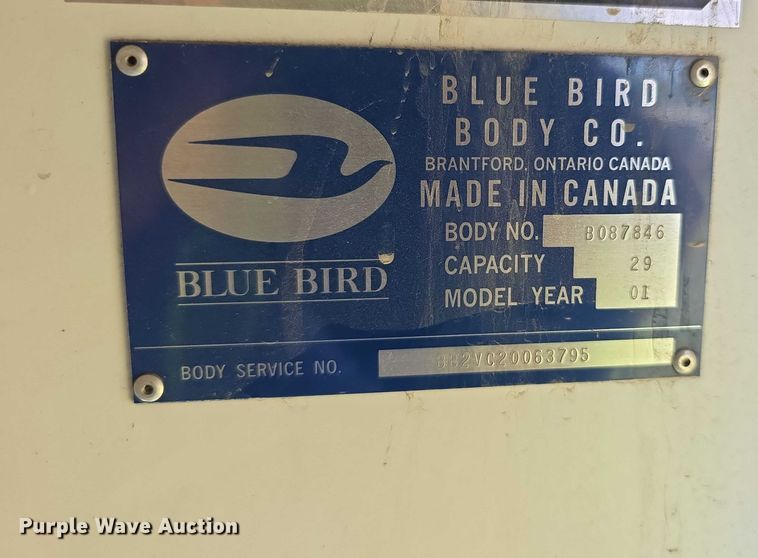 BLUE BIRD
BLUE BIRD
BODY CO.
BRANTFORD, ONTARIO CANADA
MADE IN CANADA
BODY NO. B087846
CAPACITY 29
MODEL YEAR 01
BODY SERVICE NO.
Purple Wave Auction